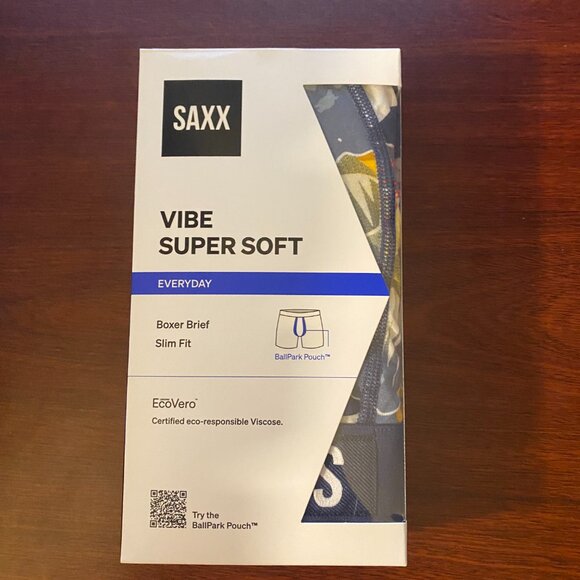 SAXX
VIBE
SUPER SOFT
EVERYDAY
Boxer Brief
Slim Fit
BallPark Pouch™
EcōVero™
Certified eco-responsible Viscose.
Try the
BallPark Pouch™
S